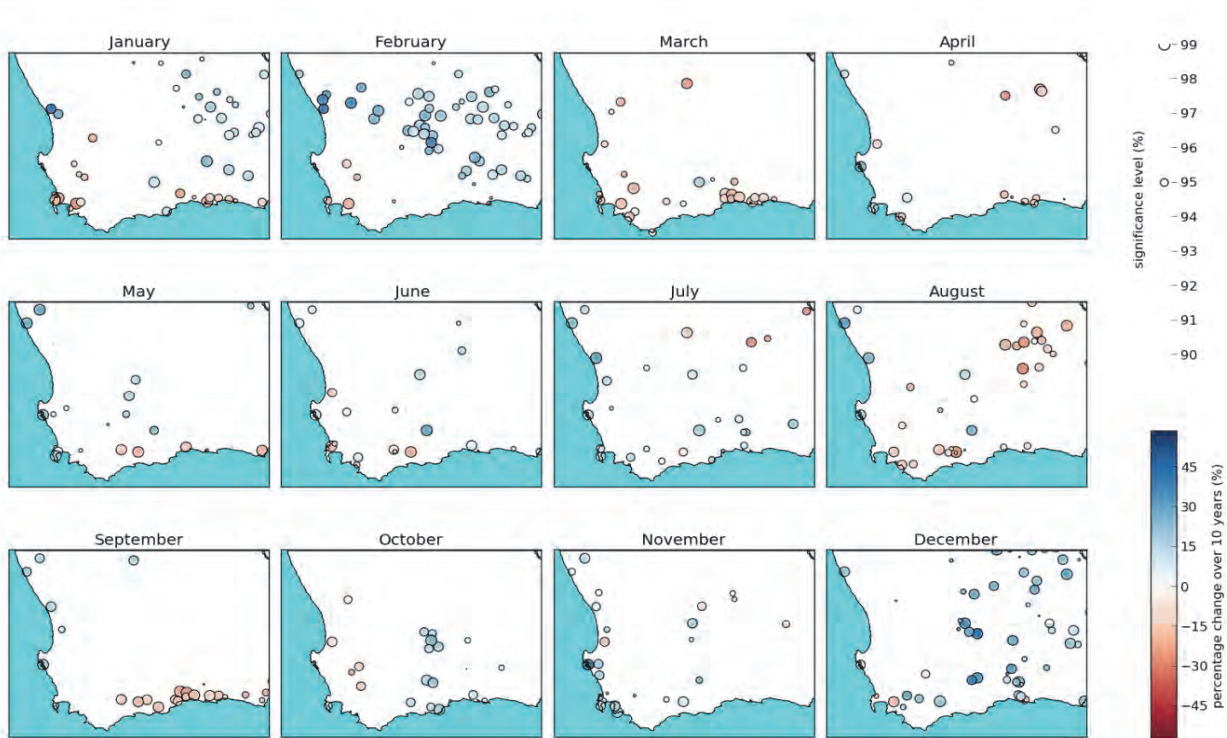 January
February
March
April
May
June
July
August
September
October
November
December
significance level (%)
99
98
97
96
95
94
93
92
91
90
percentage change over 10 years (%)
45
30
15
0
−15
−30
−45